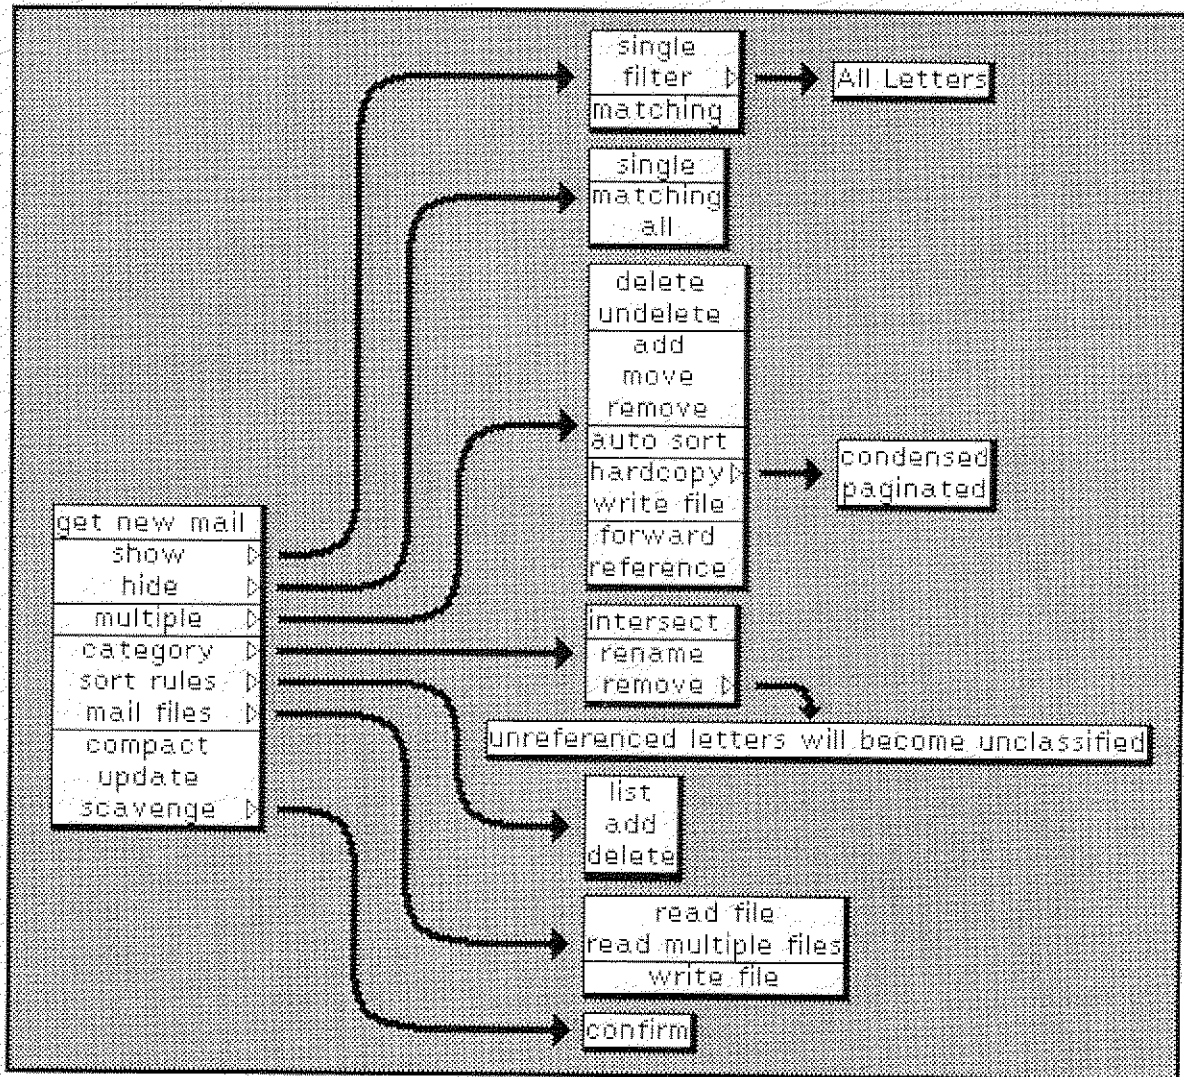 single
filter
matching
All Letters
single
matching
all
delete
undelete
add
move
remove
auto sort
hardcopy
write file
forward
reference
condensed
paginated
get new mail
show
hide
multiple
category
sort rules
mail files
compact
update
scavenge
intersect
rename
remove
unreferenced letters will become unclassified
list
add
delete
read file
read multiple files
write file
confirm